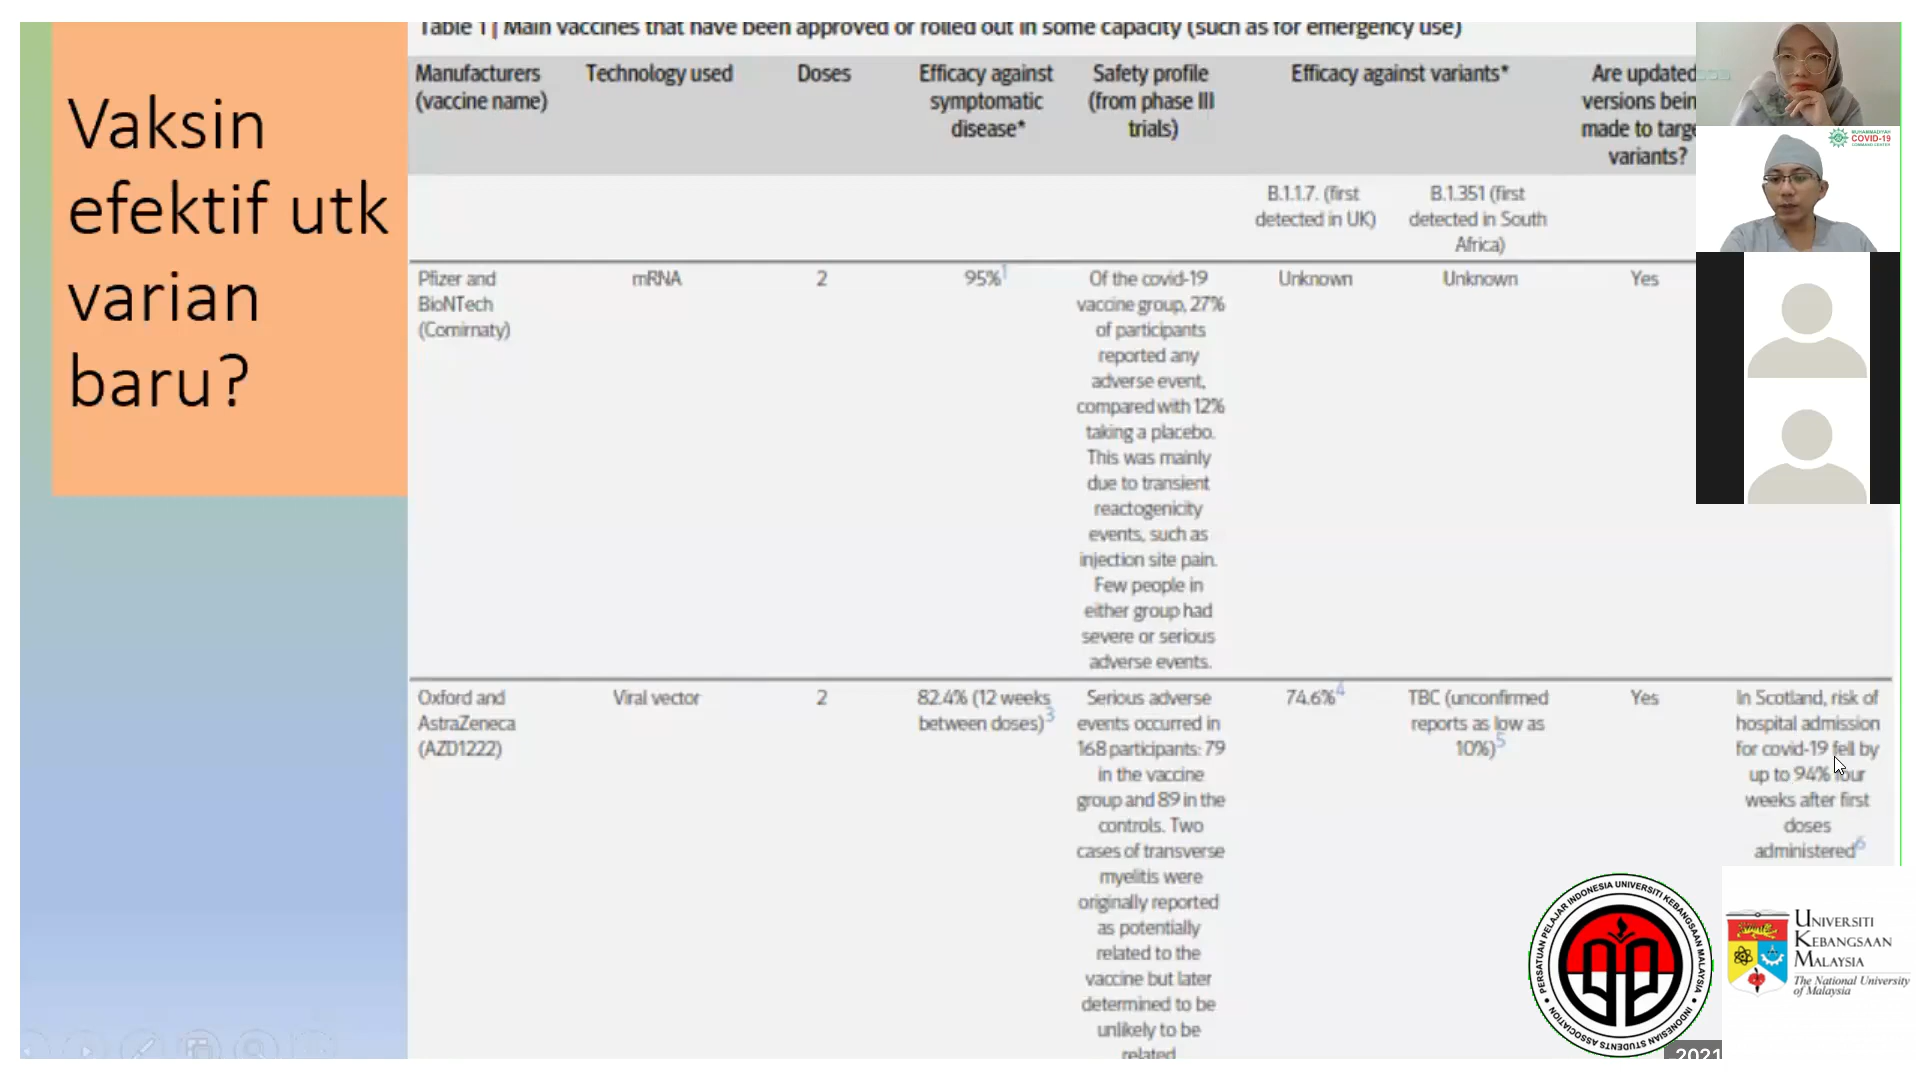 Vaksin
efektif utk
varian
baru?
Table 1 | Main vaccines that have been approved or rolled out in some capacity (such as for emergency use)
Manufacturers
(vaccine name)
Technology used
Doses
Efficacy against
symptomatic
disease*
Safety profile
(from phase III
trials)
Efficacy against variants*
Are updated
versions bein
made to targe
variants?
B.1.1.7. (first
detected in UK)
B.1.351 (first
detected in South
Africa)
Pfizer and
BioNTech
(Comirnaty)
mRNA
2
95%1
Of the covid-19
vaccine group, 27%
of participants
reported any
adverse event,
compared with 12%
taking a placebo.
This was mainly
due to transient
reactogenicity
events, such as
injection site pain.
Few people in
either group had
severe or serious
adverse events.
Unknown
Unknown
Yes
Oxford and
AstraZeneca
(AZD1222)
Viral vector
2
82.4% (12 weeks
between doses)3
Serious adverse
events occurred in
168 participants: 79
in the vaccine
group and 89 in the
controls. Two
cases of transverse
myelitis were
originally reported
as potentially
related to the
vaccine but later
determined to be
unlikely to be
related
74.6%4
TBC (unconfirmed
reports as low as
10%)5
Yes
In Scotland, risk of
hospital admission
for covid-19 fell by
up to 94% four
weeks after first
doses
administered6
MUHAMMADIYAH
COVID-19
COMMAND CENTER
PERSATUAN PELAJAR INDONESIA UNIVERSITI KEBANGSAAN MALAYSIA
INDONESIAN STUDENTS ASSOCIATION
UNIVERSITI
KEBANGSAAN
MALAYSIA
The National University
of Malaysia
2021